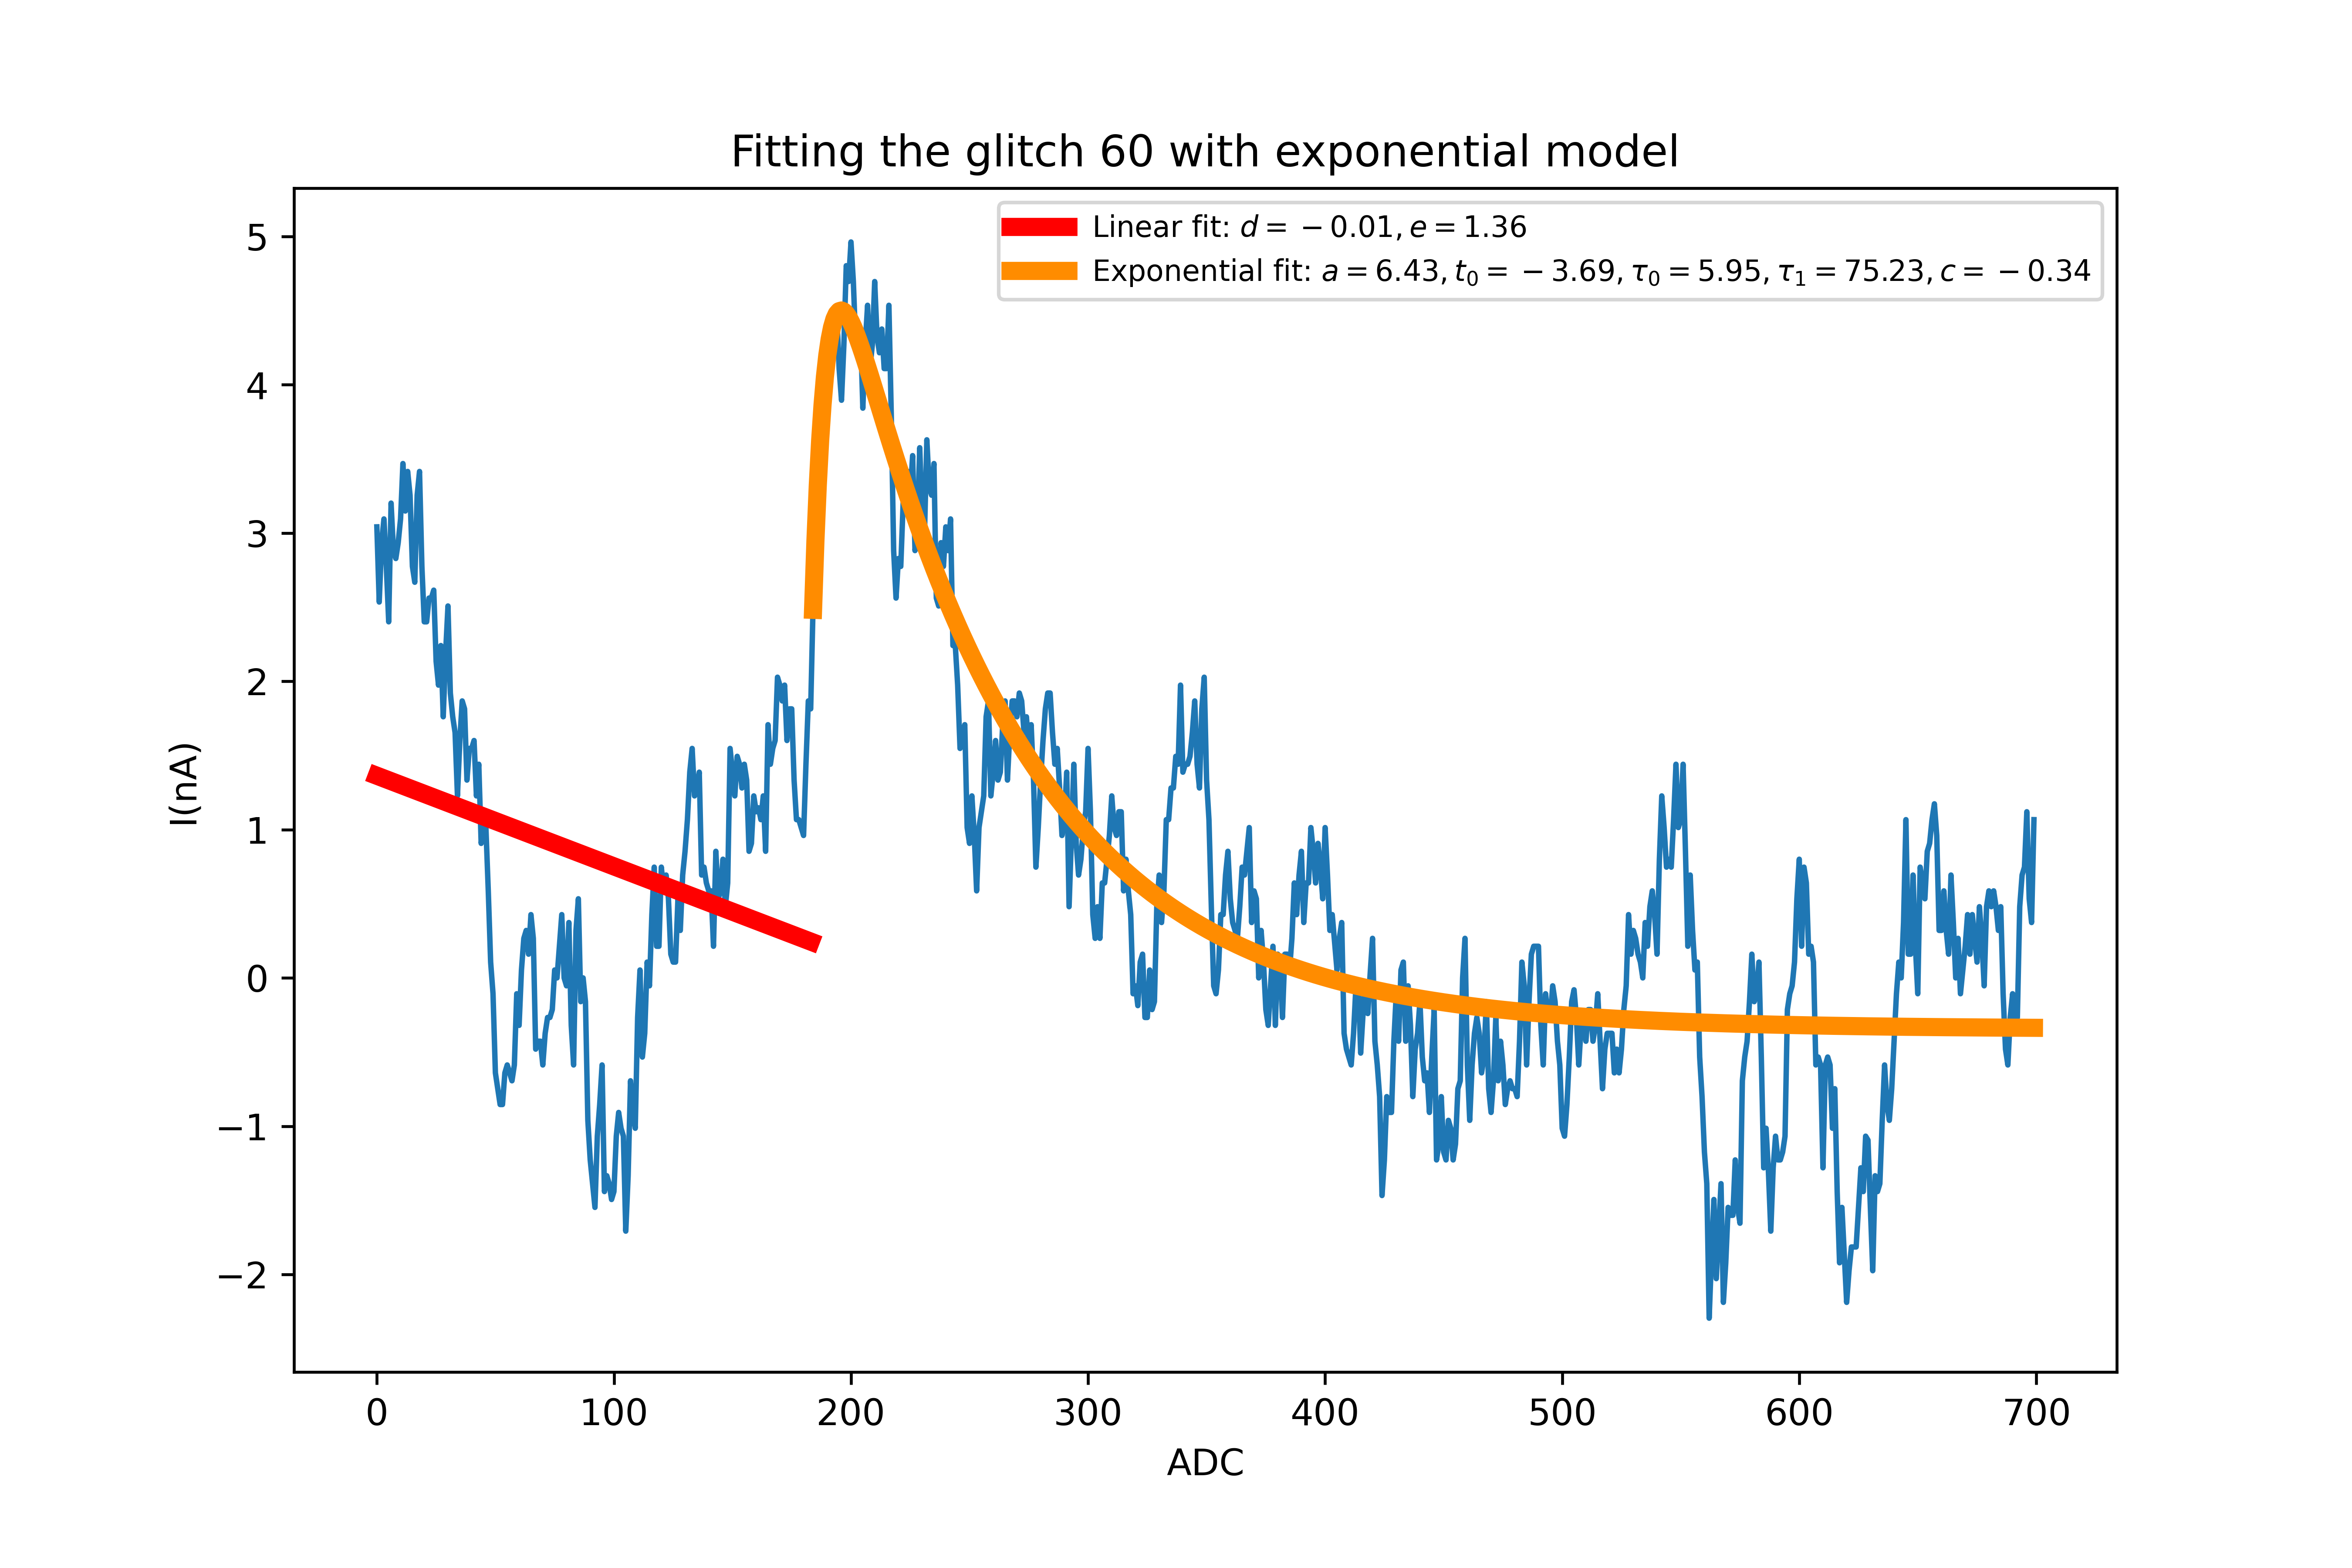 Fitting the glitch 60 with exponential model
Linear fit: d = −0.01, e = 1.36
Exponential fit: a = 6.43, t₀ = −3.69, τ₀ = 5.95, τ₁ = 75.23, c = −0.34
5
4
3
2
1
0
−1
−2
I(nA)
0 100 200 300 400 500 600 700
ADC